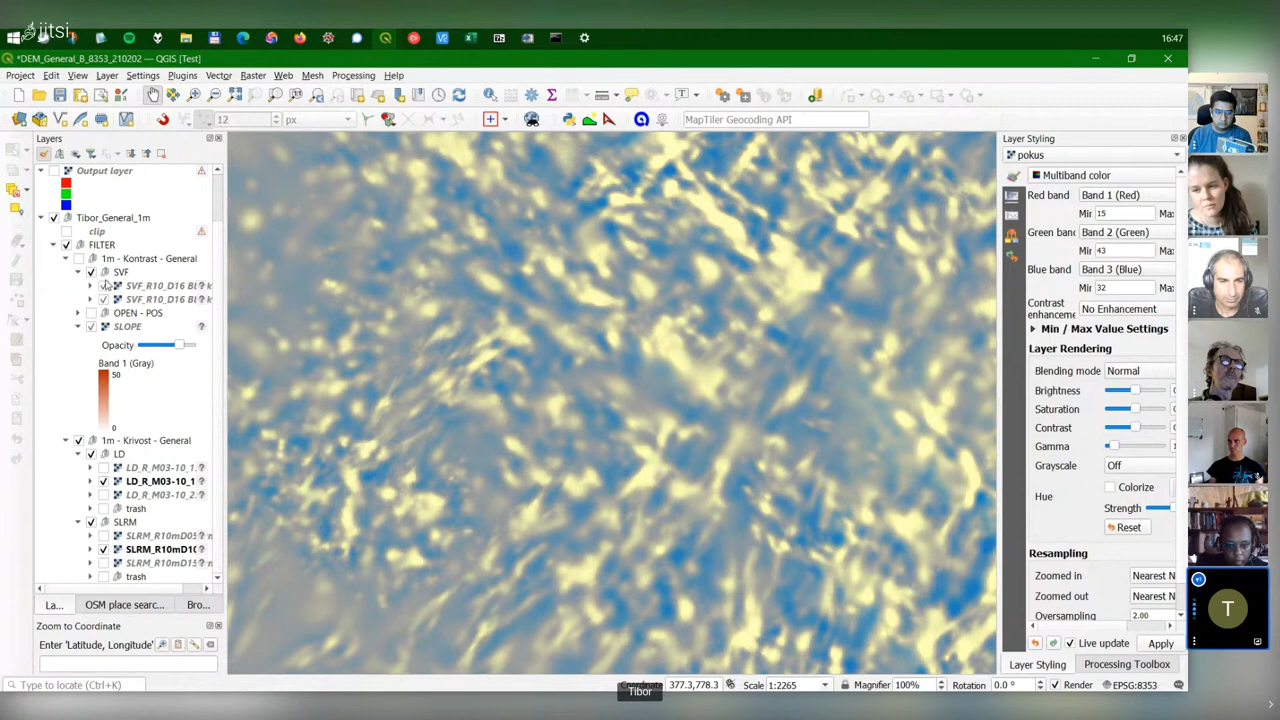 jitsi
16:47
*DEM_General_B_8353_210202 — QGIS [Test]
Project Edit View Layer Settings Plugins Vector Raster Web Mesh Processing Help
12 px MapTiler Geocoding API
Layers
Output layer
Tibor_General_1m
clip
FILTER
1m - Kontrast - General
SVF
SVF_R10_D16
SVF_R10_D16
OPEN - POS
SLOPE
Opacity
Band 1 (Gray)
50
0
1m - Krivost - General
LD
LD_R_M03-10_1
LD_R_M03-10_1
LD_R_M03-10_2
trash
SLRM
SLRM_R10mD05
SLRM_R10mD10
SLRM_R10mD15
trash
La... OSM place searc... Bro...
Zoom to Coordinate
Enter 'Latitude, Longitude'
Type to locate (Ctrl+K)
Coordinate 377.3,778.3 Scale 1:2265 Magnifier 100% Rotation 0.0 ° Render EPSG:8353
Tibor
Layer Styling
pokus
Multiband color
Red band Band 1 (Red)
Min 15 Max
Green band Band 2 (Green)
Min 43 Max
Blue band Band 3 (Blue)
Min 32 Max
Contrast enhancement No Enhancement
Min / Max Value Settings
Layer Rendering
Blending mode Normal
Brightness
Saturation
Contrast
Gamma
Grayscale Off
Hue Colorize
Strength
Reset
Resampling
Zoomed in Nearest N
Zoomed out Nearest N
Oversampling 2.00
Live update Apply
Layer Styling Processing Toolbox
T